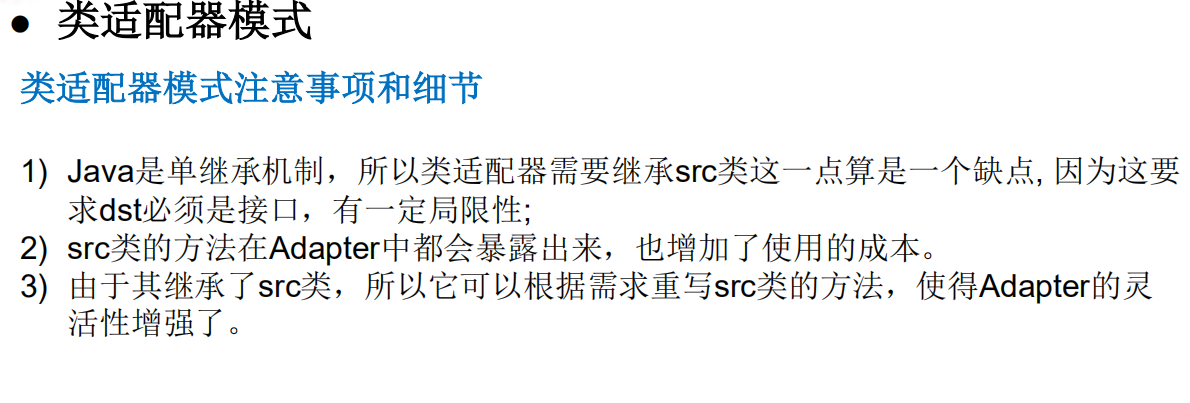 ● 类适配器模式
类适配器模式注意事项和细节
1) Java是单继承机制，所以类适配器需要继承src类这一点算是一个缺点, 因为这要
求dst必须是接口，有一定局限性;
2) src类的方法在Adapter中都会暴露出来，也增加了使用的成本。
3) 由于其继承了src类，所以它可以根据需求重写src类的方法，使得Adapter的灵
活性增强了。